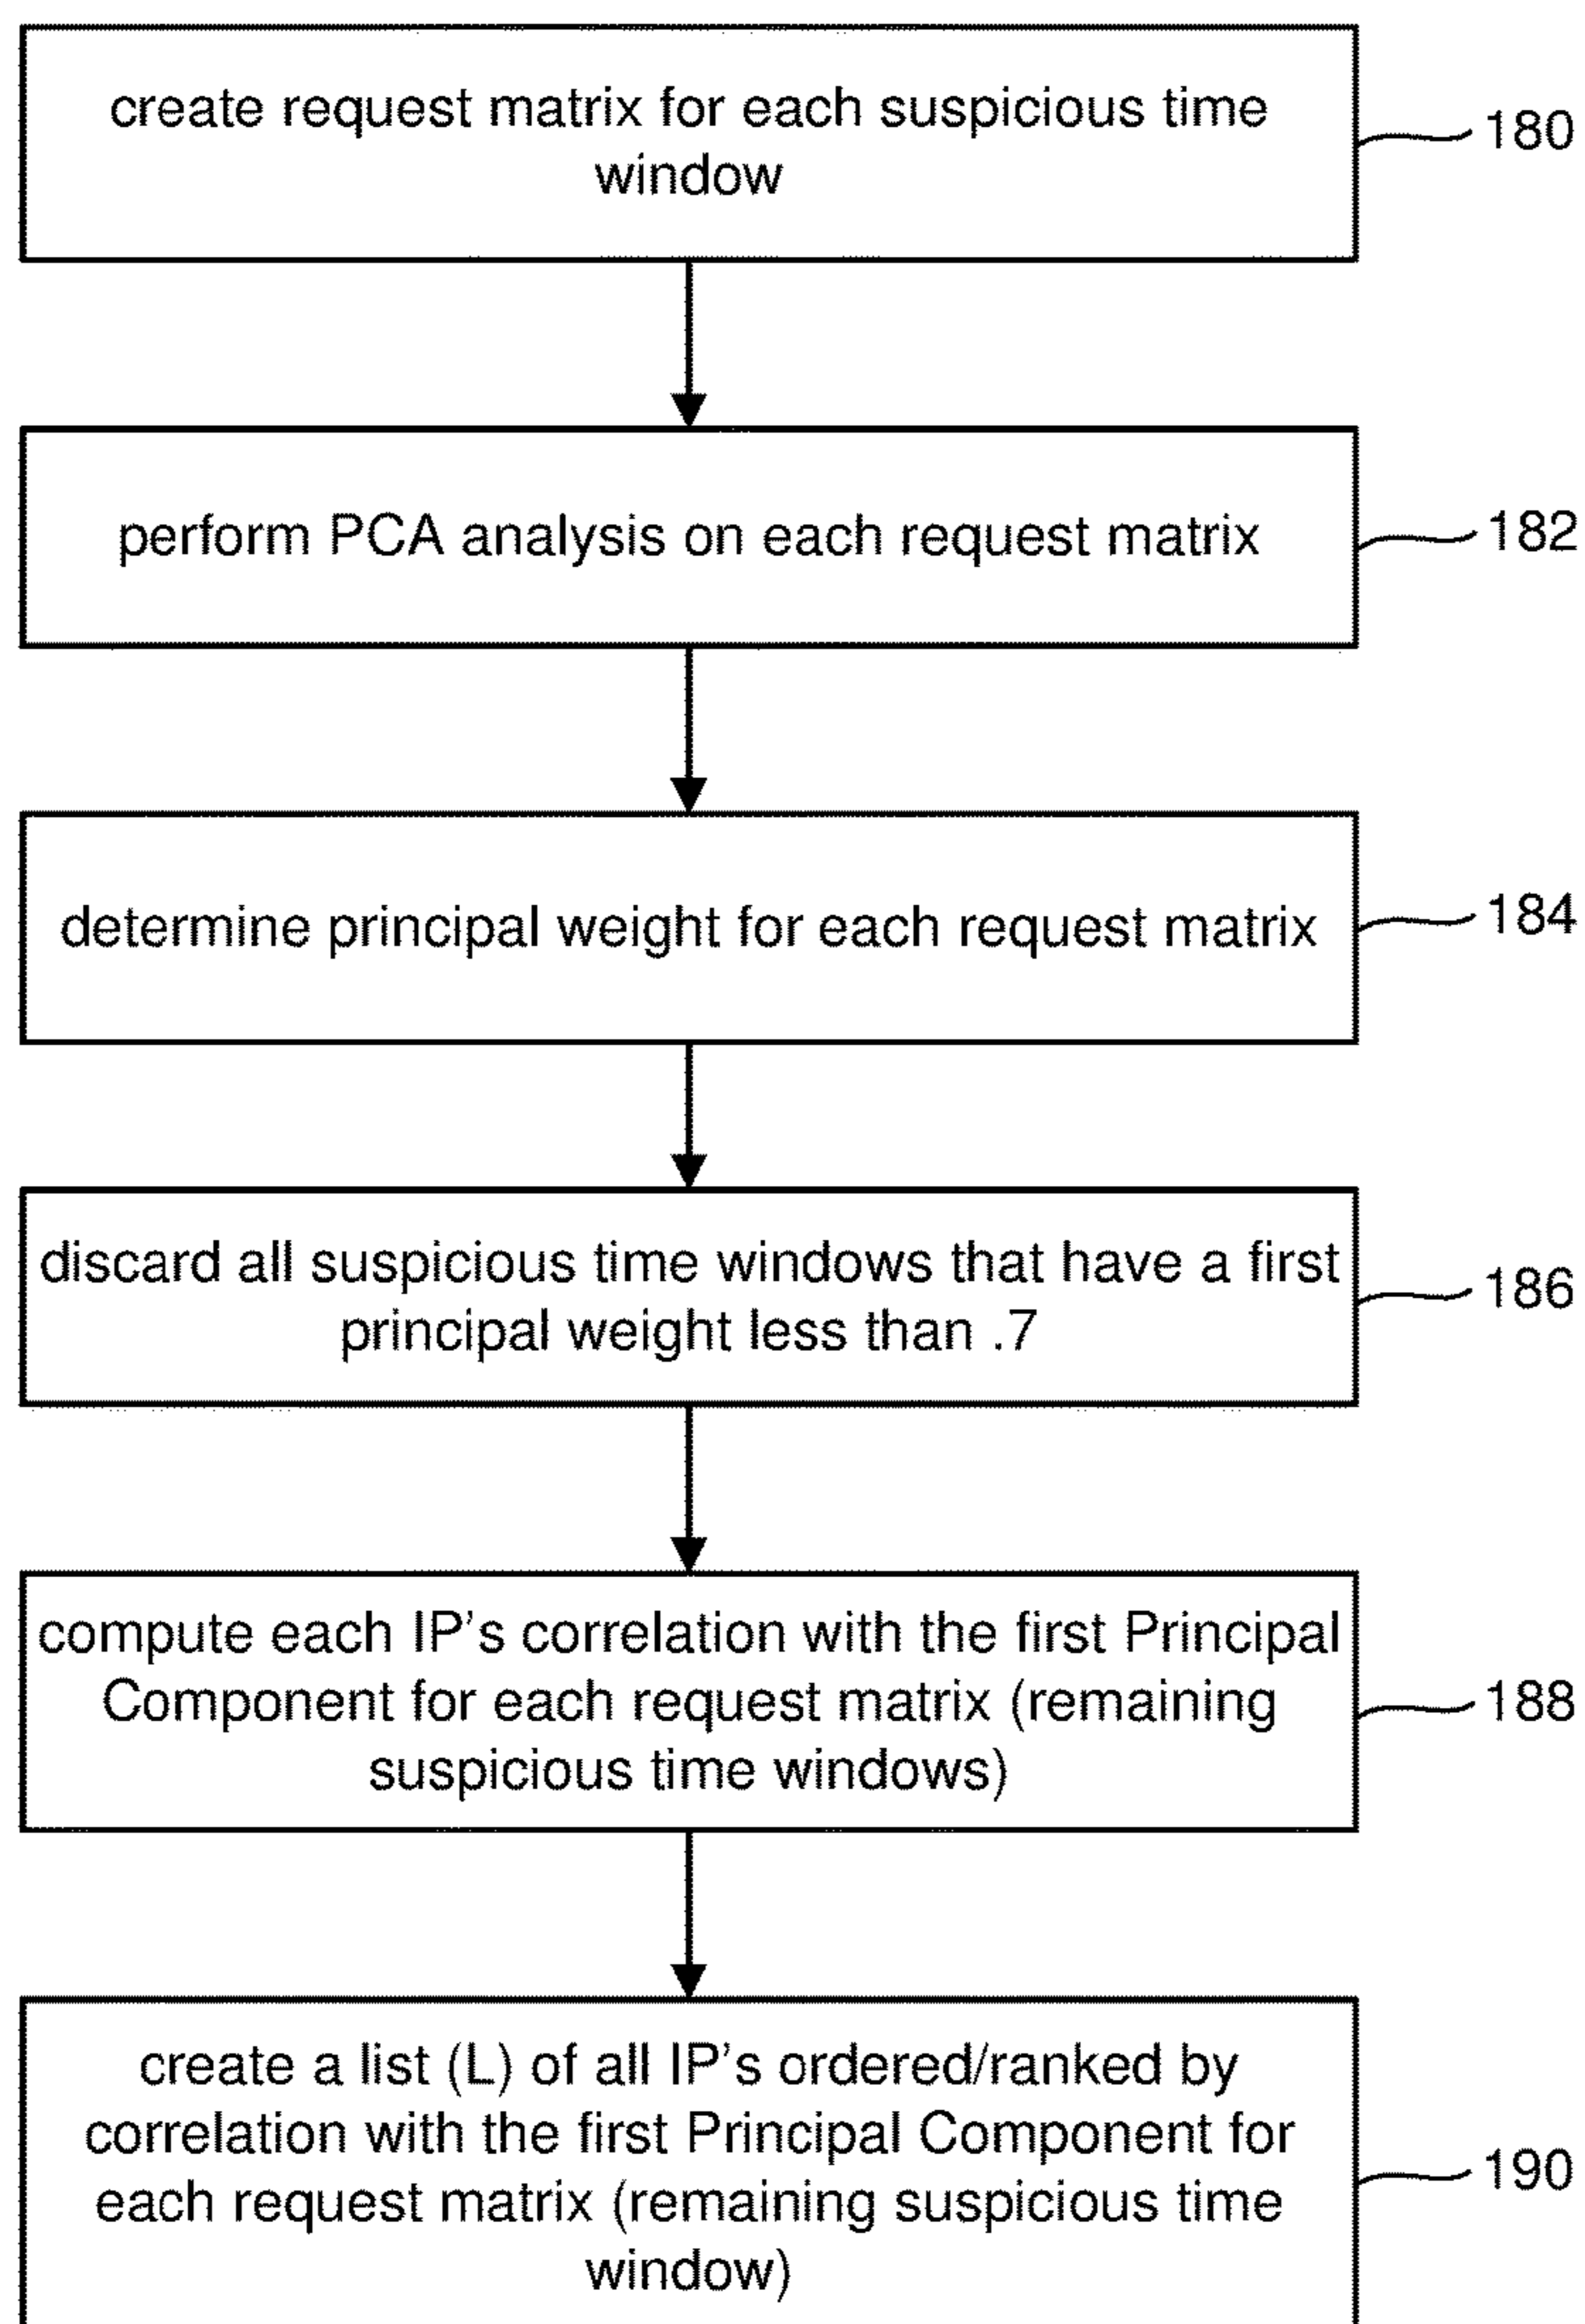 create request matrix for each suspicious time
window
180
perform PCA analysis on each request matrix
182
determine principal weight for each request matrix
184
discard all suspicious time windows that have a first
principal weight less than .7
186
compute each IP's correlation with the first Principal
Component for each request matrix (remaining
suspicious time windows)
188
create a list (L) of all IP's ordered/ranked by
correlation with the first Principal Component for
each request matrix (remaining suspicious time
window)
190